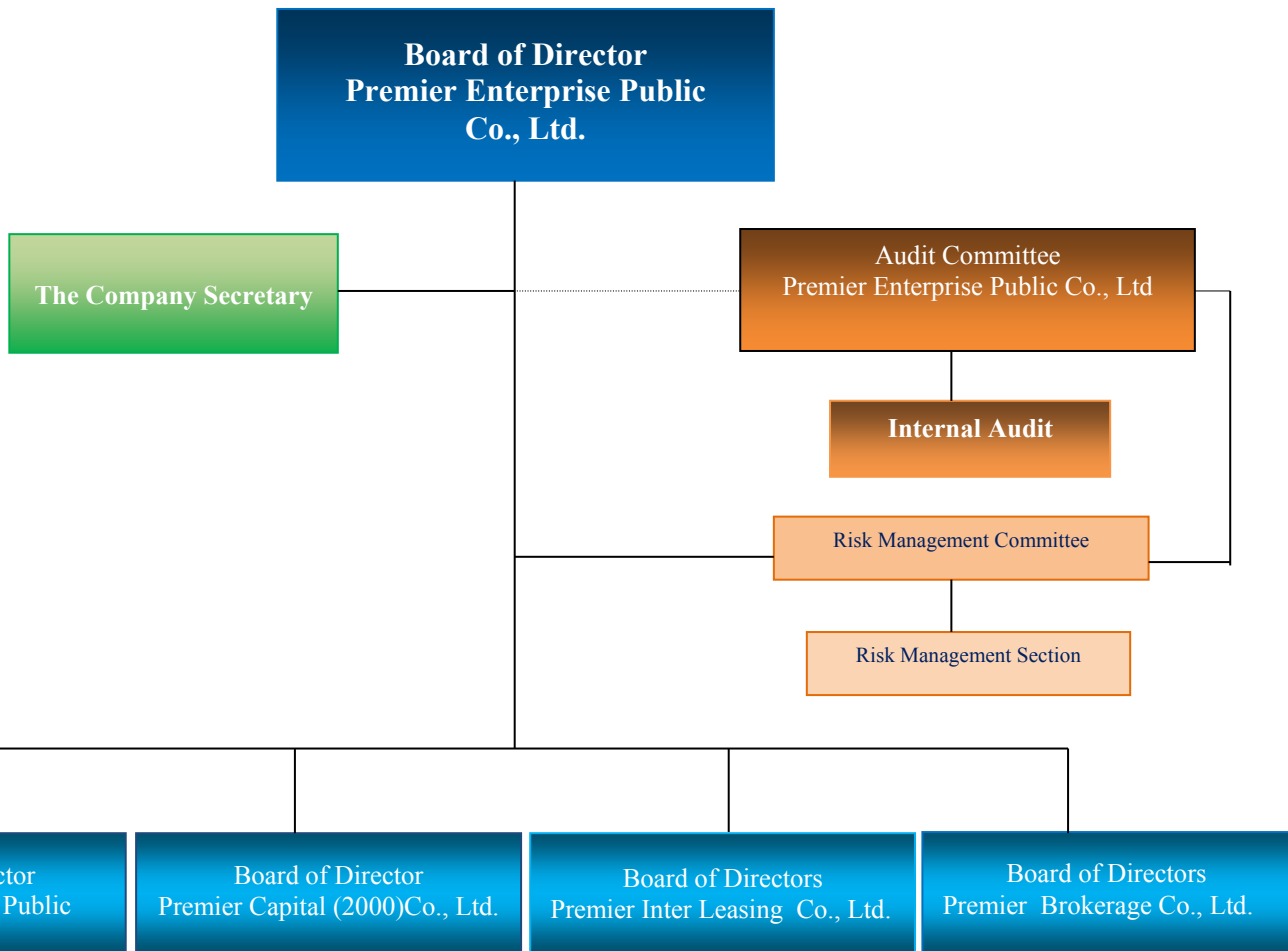 Board of Director
Premier Enterprise Public
Co., Ltd.
The Company Secretary
Audit Committee
Premier Enterprise Public Co., Ltd
Internal Audit
Risk Management Committee
Risk Management Section
ctor
Public
Board of Director
Premier Capital (2000)Co., Ltd.
Board of Directors
Premier Inter Leasing Co., Ltd.
Board of Directors
Premier Brokerage Co., Ltd.